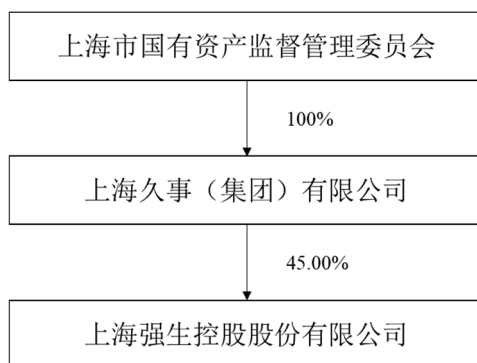 上海市国有资产监督管理委员会
100%
上海久事（集团）有限公司
45.00%
上海强生控股股份有限公司